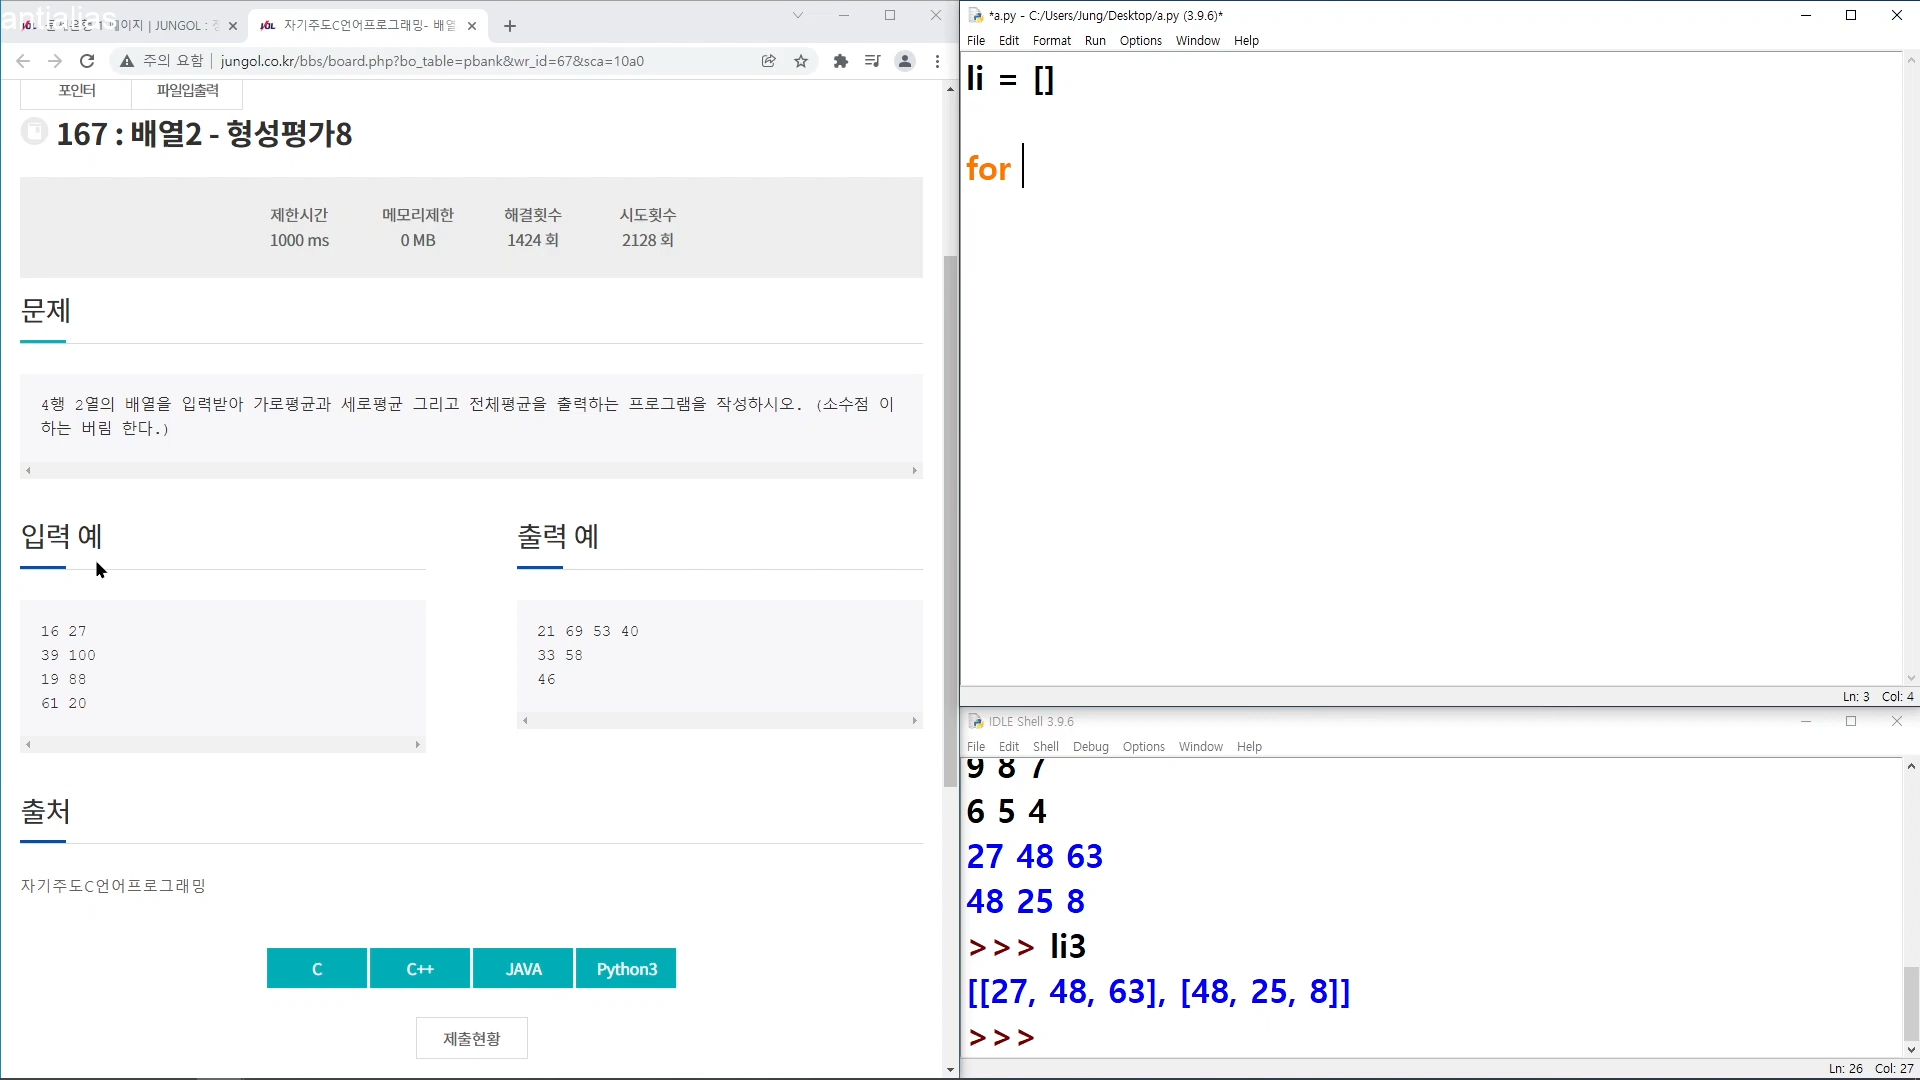 antialias
1 페이지 | JUNGOL :
자기주도C언어프로그래밍- 배열
주의 요함
jungol.co.kr/bbs/board.php?bo_table=pbank&wr_id=67&sca=10a0
포인터
파일입출력
167 : 배열2 - 형성평가8
제한시간 메모리제한 해결횟수 시도횟수
1000 ms 0 MB 1424 회 2128 회
문제
4행 2열의 배열을 입력받아 가로평균과 세로평균 그리고 전체평균을 출력하는 프로그램을 작성하시오. (소수점 이
하는 버림 한다.)
입력 예
16 27
39 100
19 88
61 20
출력 예
21 69 53 40
33 58
46
출처
자기주도C언어프로그래밍
C
C++
JAVA
Python3
제출현황
*a.py - C:/Users/Jung/Desktop/a.py (3.9.6)*
File Edit Format Run Options Window Help
li = []
for
Ln: 3 Col: 4
IDLE Shell 3.9.6
File Edit Shell Debug Options Window Help
9 8 7
6 5 4
27 48 63
48 25 8
>>> li3
[[27, 48, 63], [48, 25, 8]]
>>>
Ln: 26 Col: 27